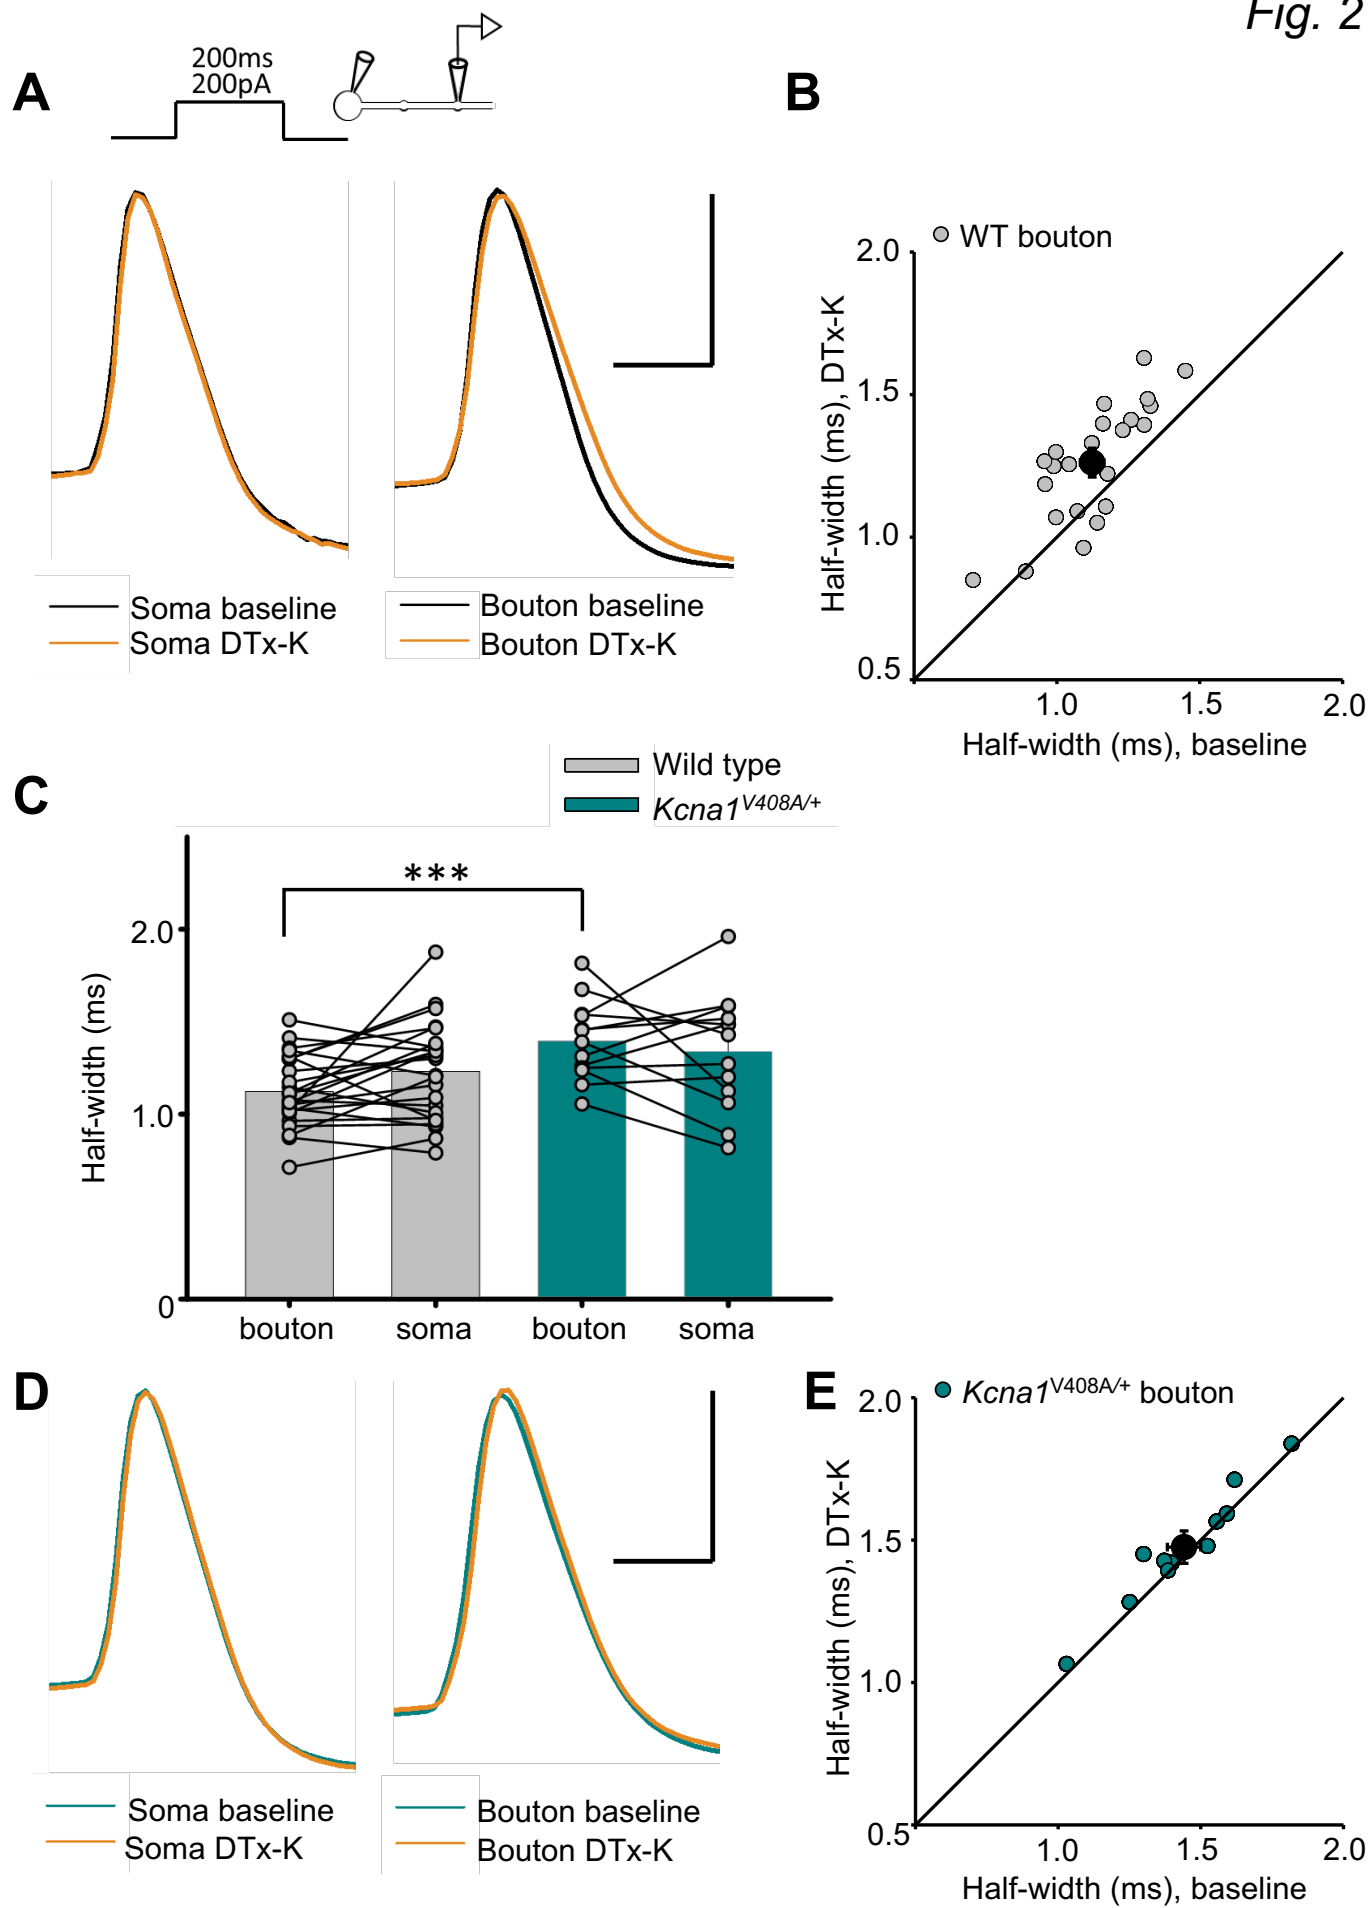 Fig. 2
A
200ms
200pA
Soma baseline
Soma DTx-K
Bouton baseline
Bouton DTx-K
B
WT bouton
2.0
1.5
1.0
0.5
1.0
1.5
2.0
Half-width (ms), DTx-K
Half-width (ms), baseline
C
Wild type
Kcna1V408A/+
***
2.0
1.0
0
Half-width (ms)
bouton
soma
bouton
soma
D
Soma baseline
Soma DTx-K
Bouton baseline
Bouton DTx-K
E
Kcna1V408A/+ bouton
2.0
1.5
1.0
0.5
1.0
1.5
2.0
Half-width (ms), DTx-K
Half-width (ms), baseline